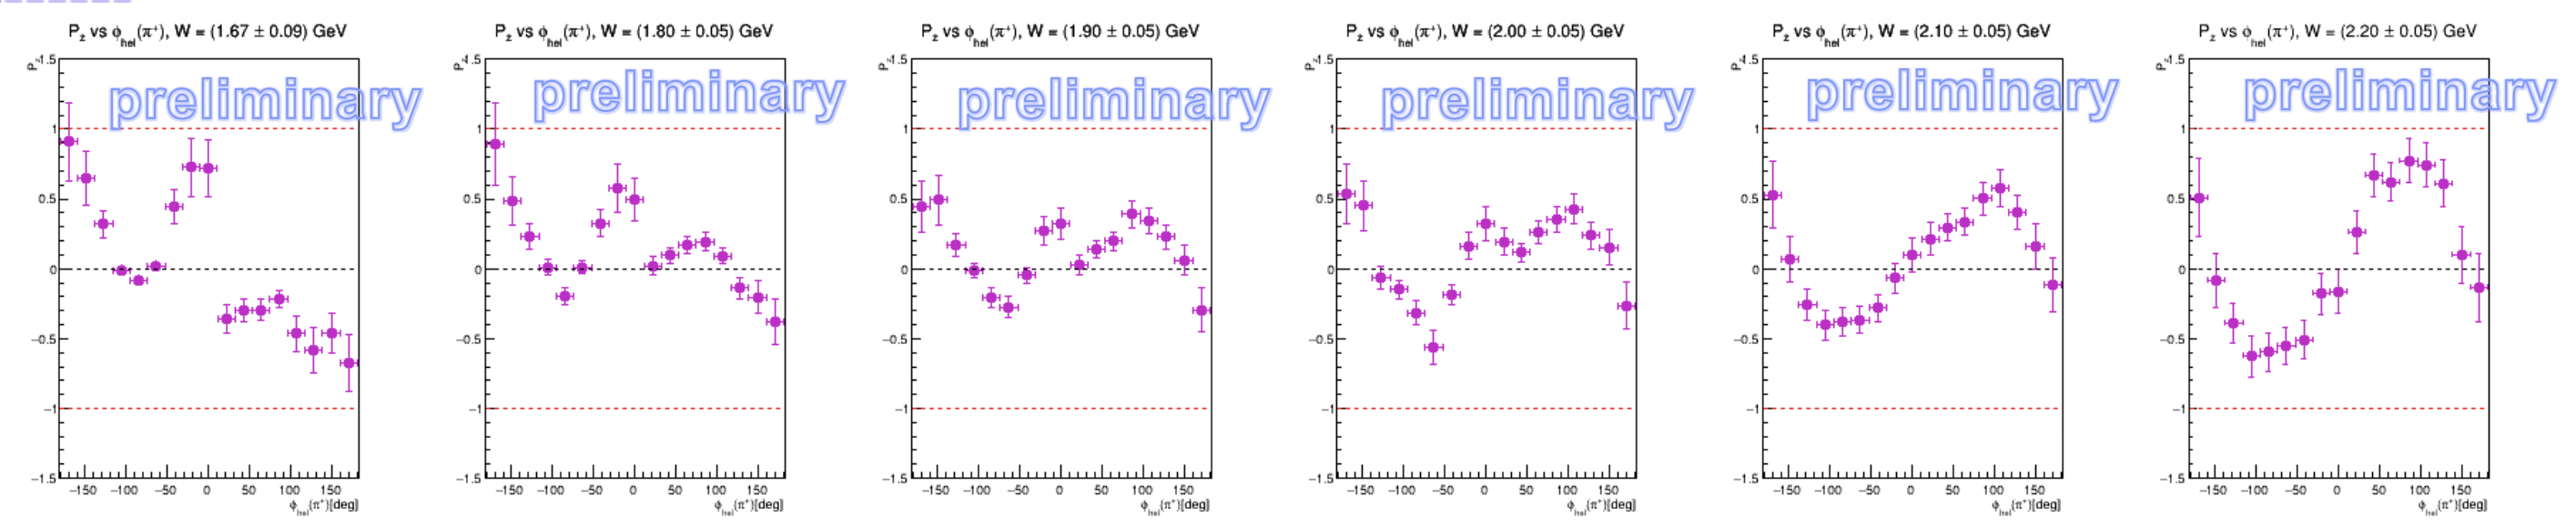 P_z vs φ_hel(π⁺), W = (1.67 ± 0.09) GeV
P_z
1.5
1
0.5
0
−0.5
−1
−1.5
−150 −100 −50 0 50 100 150
φ_hel(π⁺)[deg]
preliminary
P_z vs φ_hel(π⁺), W = (1.80 ± 0.05) GeV
P_z
1.5
1
0.5
0
−0.5
−1
−1.5
−150 −100 −50 0 50 100 150
φ_hel(π⁺)[deg]
preliminary
P_z vs φ_hel(π⁺), W = (1.90 ± 0.05) GeV
P_z
1.5
1
0.5
0
−0.5
−1
−1.5
−150 −100 −50 0 50 100 150
φ_hel(π⁺)[deg]
preliminary
P_z vs φ_hel(π⁺), W = (2.00 ± 0.05) GeV
P_z
1.5
1
0.5
0
−0.5
−1
−1.5
−150 −100 −50 0 50 100 150
φ_hel(π⁺)[deg]
preliminary
P_z vs φ_hel(π⁺), W = (2.10 ± 0.05) GeV
P_z
1.5
1
0.5
0
−0.5
−1
−1.5
−150 −100 −50 0 50 100 150
φ_hel(π⁺)[deg]
preliminary
P_z vs φ_hel(π⁺), W = (2.20 ± 0.05) GeV
P_z
1.5
1
0.5
0
−0.5
−1
−1.5
−150 −100 −50 0 50 100 150
φ_hel(π⁺)[deg]
preliminary